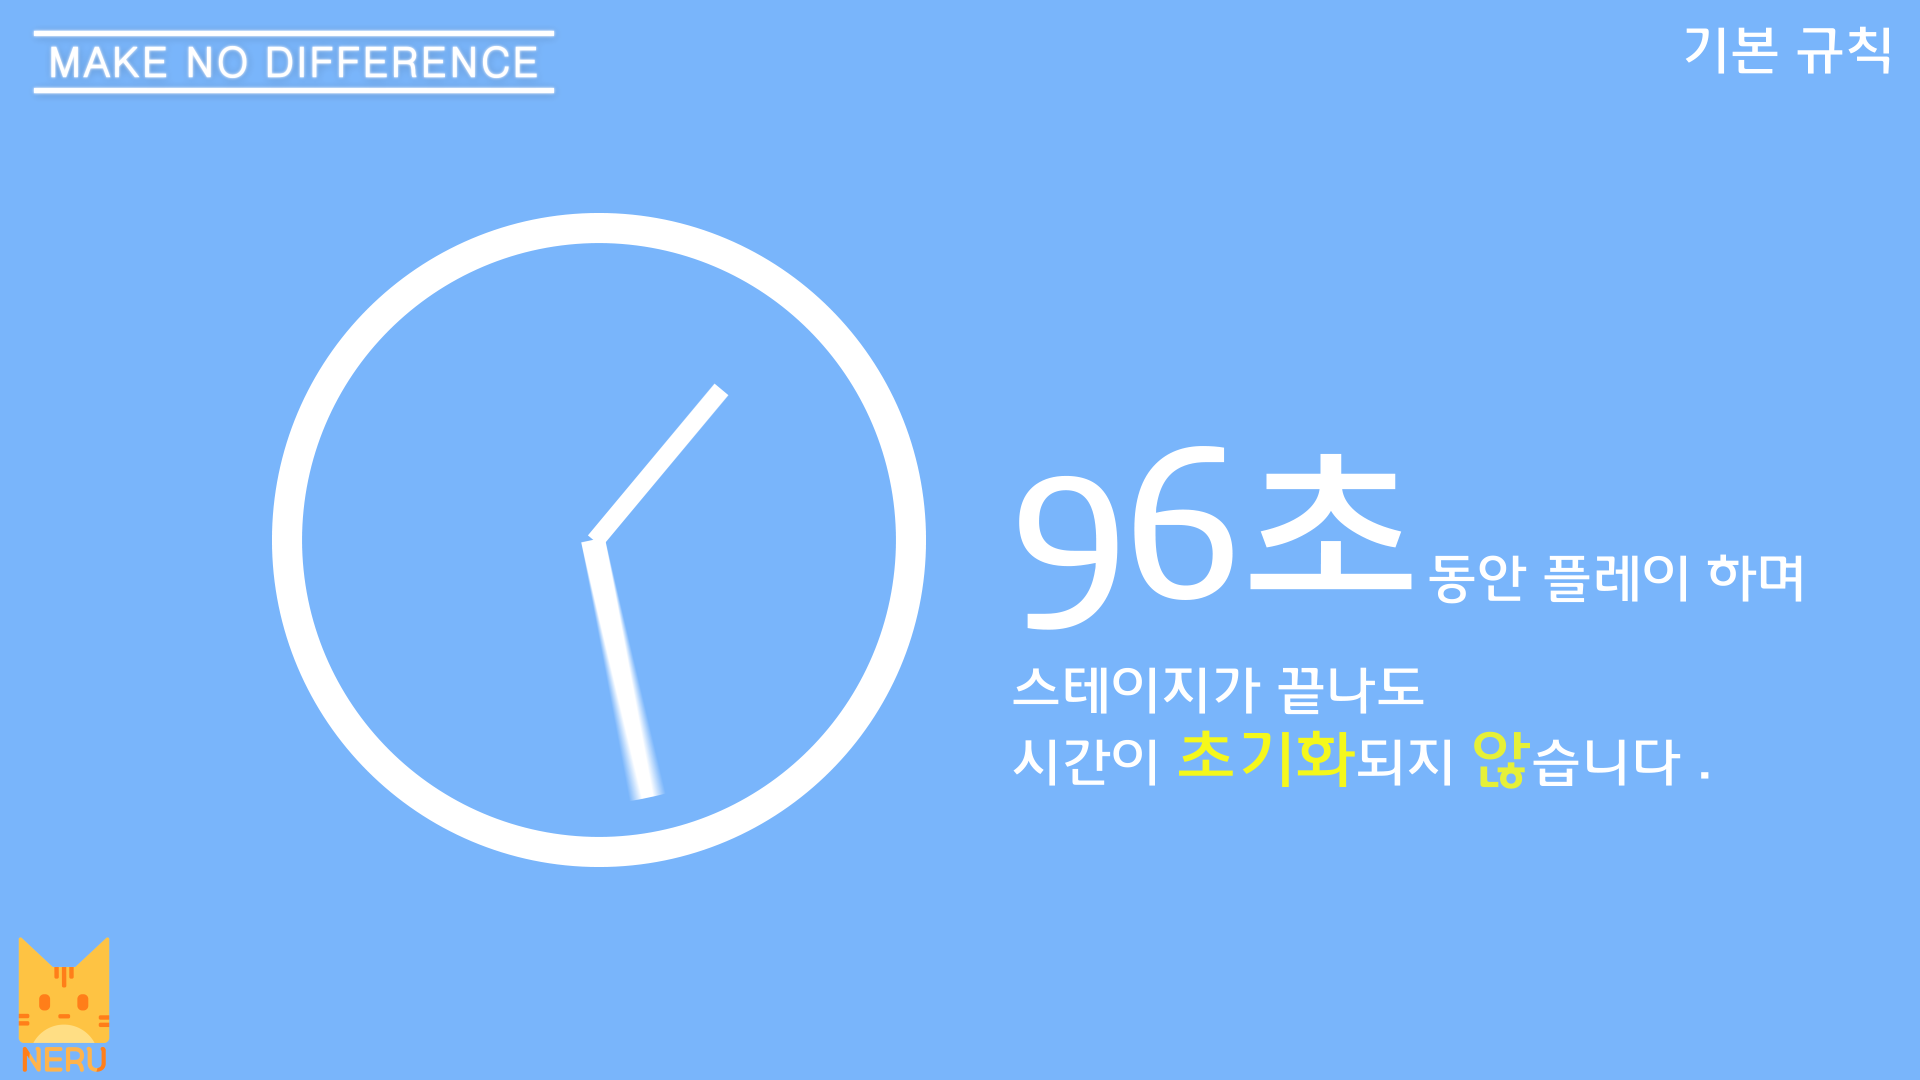 MAKE NO DIFFERENCE
기본 규칙
96초 동안 플레이 하며
스테이지가 끝나도
시간이 초기화되지 않습니다 .
NERU